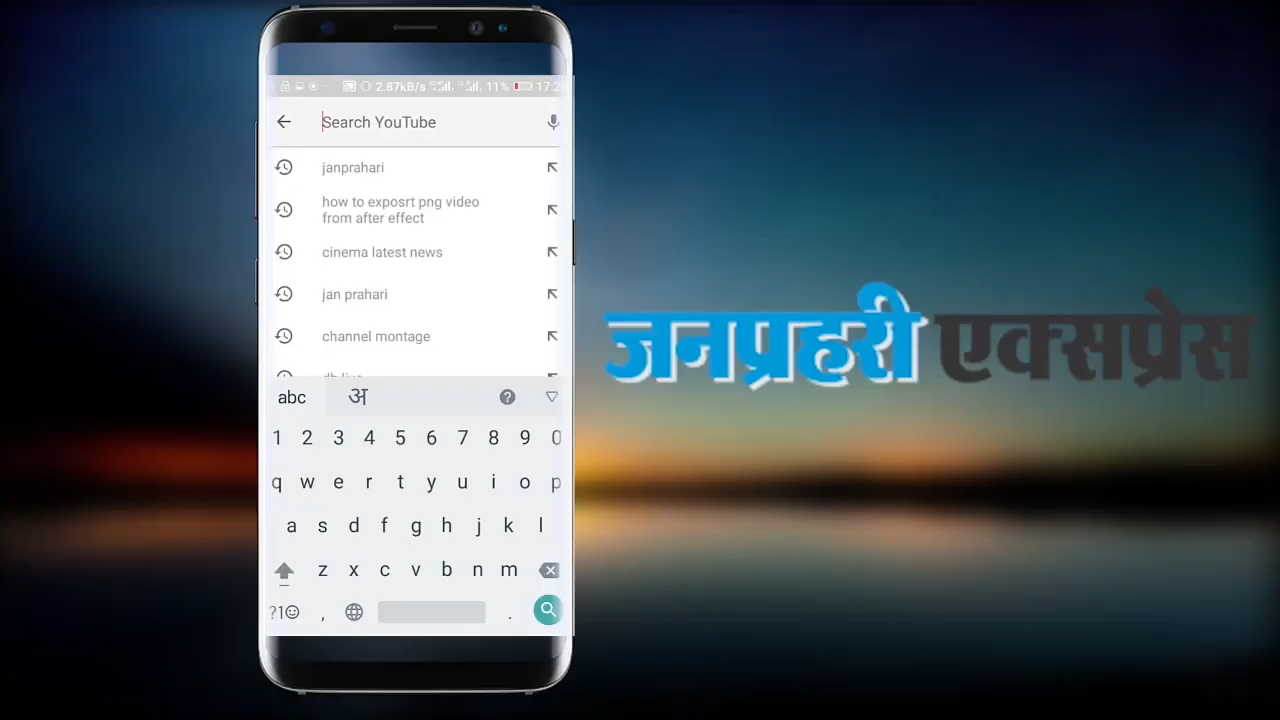 2.87kB/s 11% 17:2
Search YouTube
janprahari
how to exposrt png video
from after effect
cinema latest news
jan prahari
channel montage
abc अ
1 2 3 4 5 6 7 8 9 0
q w e r t y u i o p
a s d f g h j k l
z x c v b n m
?1☺ , .
जनप्रहरी एक्सप्रेस